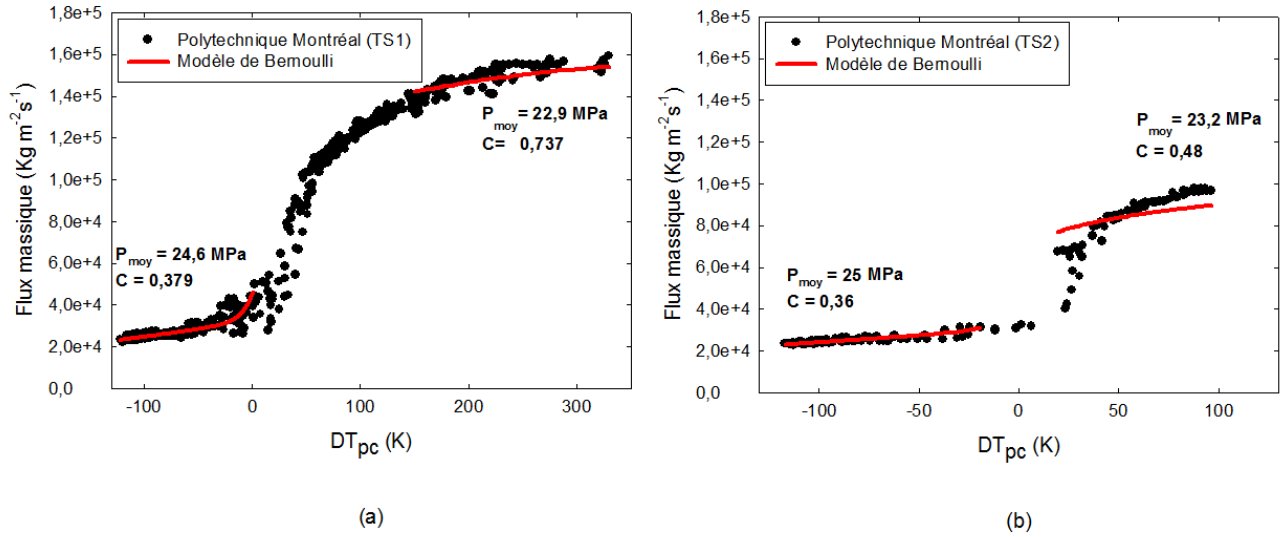 1.8e+5
1,6e+5
1,4e+5
1,2e+5
1,0e+5
8,0e+4
6,0e+4
4,0e+4
2,0e+4
0,0
Flux massique (Kg m-2s-1)
Polytechnique Montréal (TS1)
Modèle de Bernoulli
P moy = 22,9 MPa
C= 0,737
P moy = 24,6 MPa
C = 0,379
-100 0 100 200 300
DTpc (K)
(a)
1.8e+5
1,6e+5
1,4e+5
1,2e+5
1,0e+5
8,0e+4
6,0e+4
4,0e+4
2,0e+4
0,0
Flux massique (Kg m-2s-1)
Polytechnique Montréal (TS2)
Modèle de Bernoulli
P moy = 23,2 MPa
C = 0,48
P moy = 25 MPa
C = 0,36
-100 -50 0 50 100
DTpc (K)
(b)